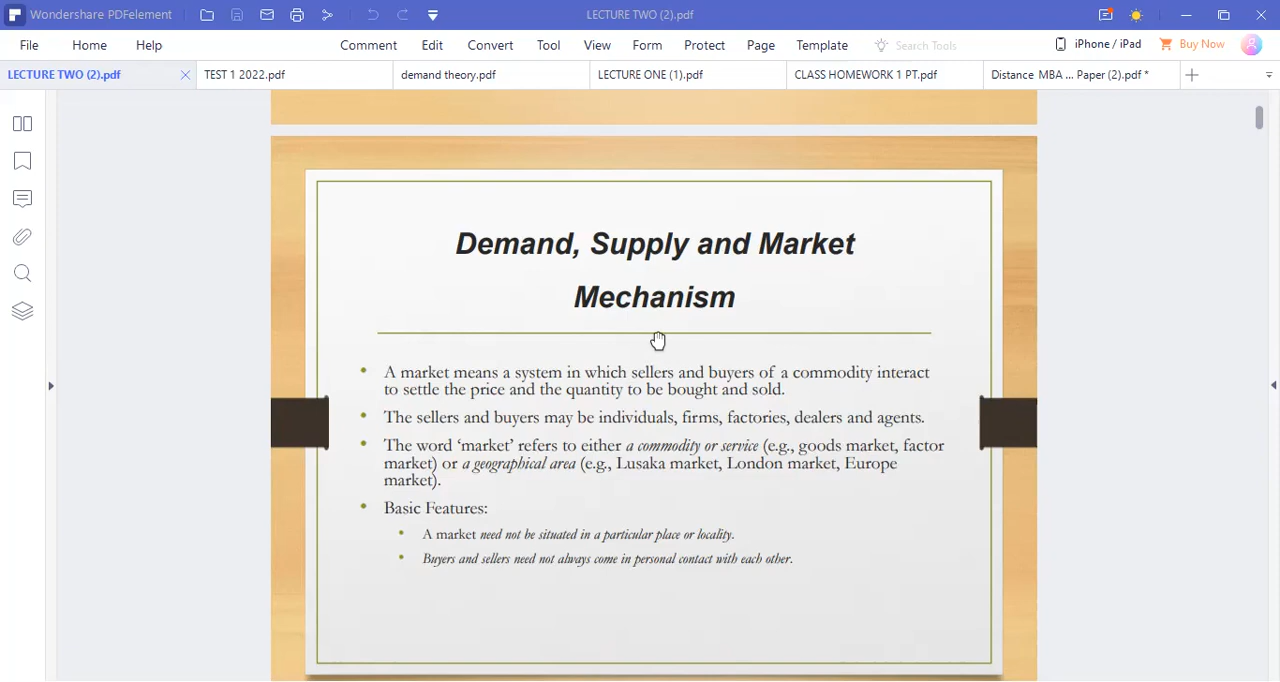 Wondershare PDFelement
LECTURE TWO (2).pdf
File Home Help Comment Edit Convert Tool View Form Protect Page Template Search Tools iPhone / iPad Buy Now
LECTURE TWO (2).pdf TEST 1 2022.pdf demand theory.pdf LECTURE ONE (1).pdf CLASS HOMEWORK 1 PT.pdf Distance MBA ... Paper (2).pdf *
Demand, Supply and Market
Mechanism
• A market means a system in which sellers and buyers of a commodity interact
to settle the price and the quantity to be bought and sold.
• The sellers and buyers may be individuals, firms, factories, dealers and agents.
• The word ‘market’ refers to either a commodity or service (e.g., goods market, factor
market) or a geographical area (e.g., Lusaka market, London market, Europe
market).
• Basic Features:
• A market need not be situated in a particular place or locality.
• Buyers and sellers need not always come in personal contact with each other.